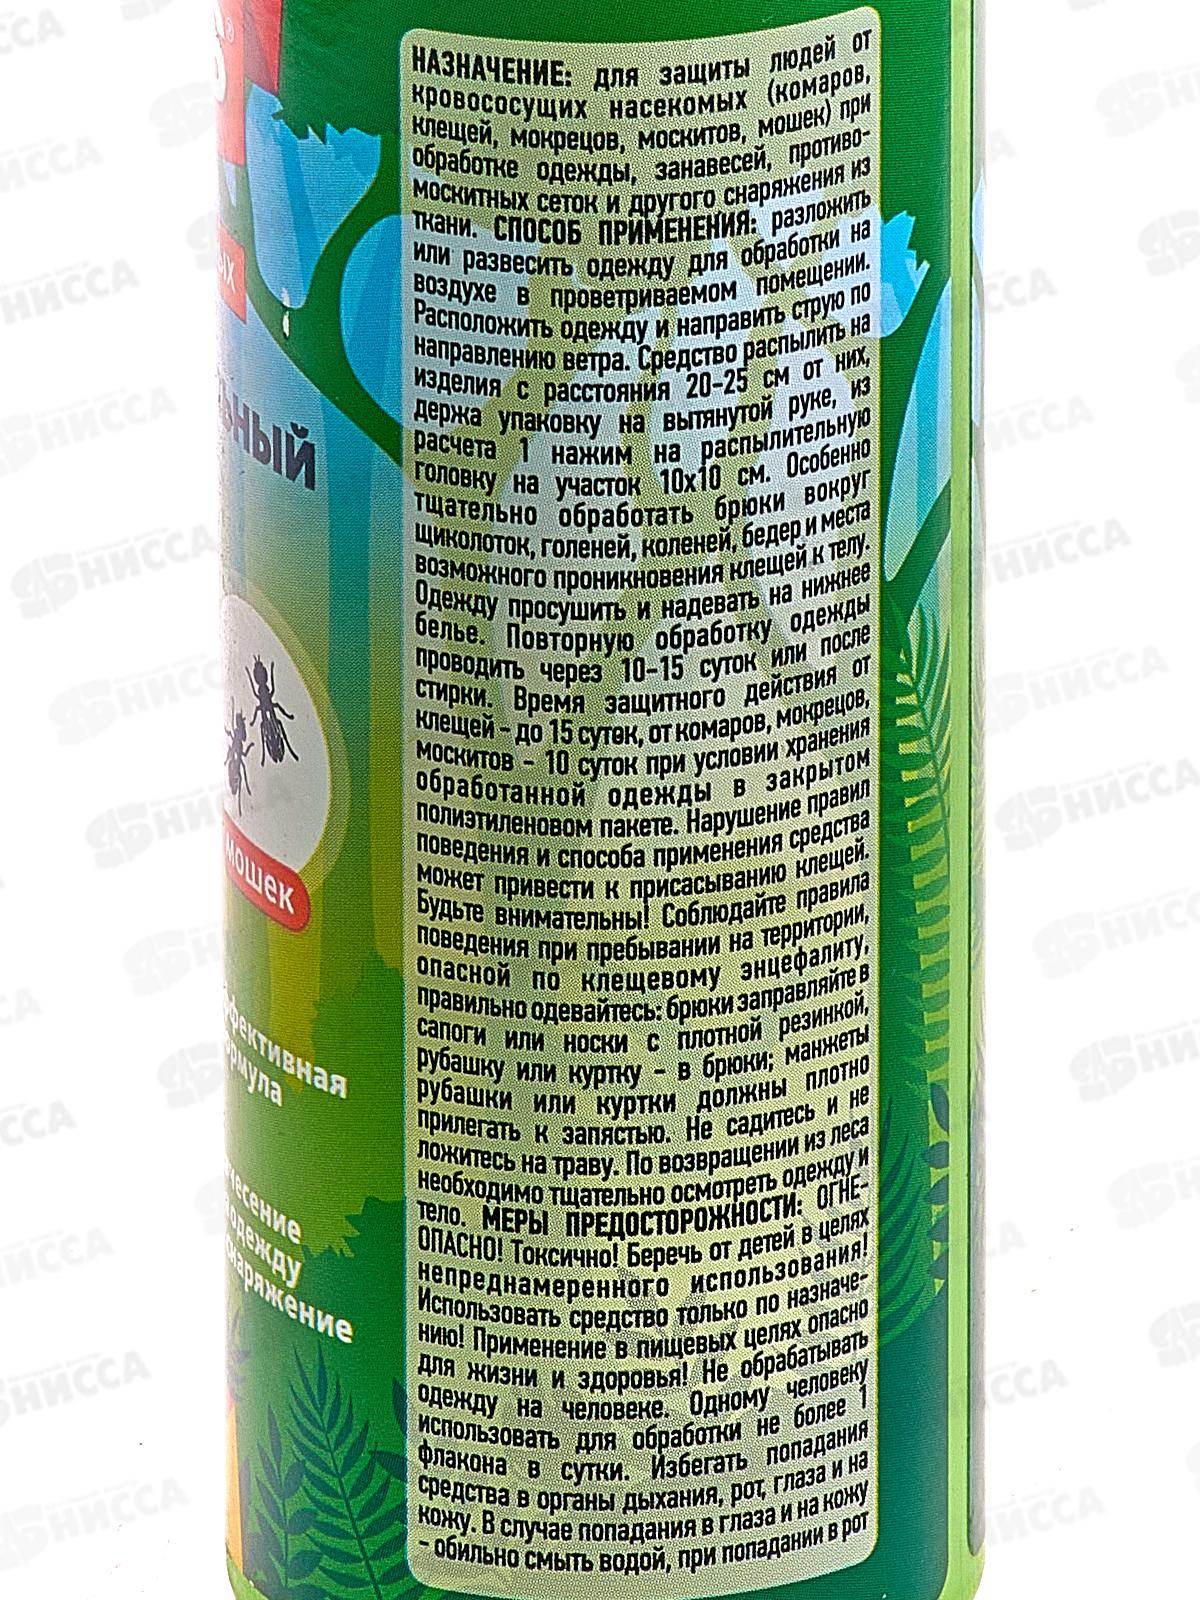 НАЗНАЧЕНИЕ: для защиты людей от
кровососущих насекомых (комаров,
клещей, мокрецов, москитов, мошек) при
обработке одежды, занавесей, противо-
москитных сеток и другого снаряжения из
ткани. СПОСОБ ПРИМЕНЕНИЯ: разложить
или развесить одежду для обработки на
воздухе в проветриваемом помещении.
Расположить одежду и направить струю по
направлению ветра. Средство распылить на
изделия с расстояния 20-25 см от них,
держа упаковку на вытянутой руке, из
расчета 1 нажим на распылительную
головку на участок 10х10 см. Особенно
тщательно обработать брюки вокруг
щиколоток, голеней, коленей, бедер и места
возможного проникновения клещей к телу.
Одежду просушить и надевать на нижнее
белье. Повторную обработку одежды
проводить через 10-15 суток или после
стирки. Время защитного действия от
клещей - до 15 суток, от комаров, мокрецов,
москитов - 10 суток при условии хранения
обработанной одежды в закрытом
полиэтиленовом пакете. Нарушение правил
поведения и способа применения средства
может привести к присасыванию клещей.
Будьте внимательны! Соблюдайте правила
поведения при пребывании на территории,
опасной по клещевому энцефалиту,
правильно одевайтесь: брюки заправляйте в
сапоги или носки с плотной резинкой,
рубашку или куртку - в брюки; манжеты
рубашки или куртки должны плотно
прилегать к запястью. Не садитесь и не
ложитесь на траву. По возвращении из леса
необходимо тщательно осмотреть одежду и
тело. МЕРЫ ПРЕДОСТОРОЖНОСТИ: ОГНЕ-
ОПАСНО! Токсично! Беречь от детей в целях
непреднамеренного использования!
Использовать средство только по назначе-
нию! Применение в пищевых целях опасно
для жизни и здоровья! Не обрабатывать
одежду на человеке. Одному человеку
использовать для обработки не более 1
флакона в сутки. Избегать попадания
средства в органы дыхания, рот, глаза и на
кожу. В случае попадания в глаза и на кожу
- обильно смыть водой, при попадании в рот
ых
ьный
мошек
ффективная
ормула
несение
одежду
снаряжение
НИССА